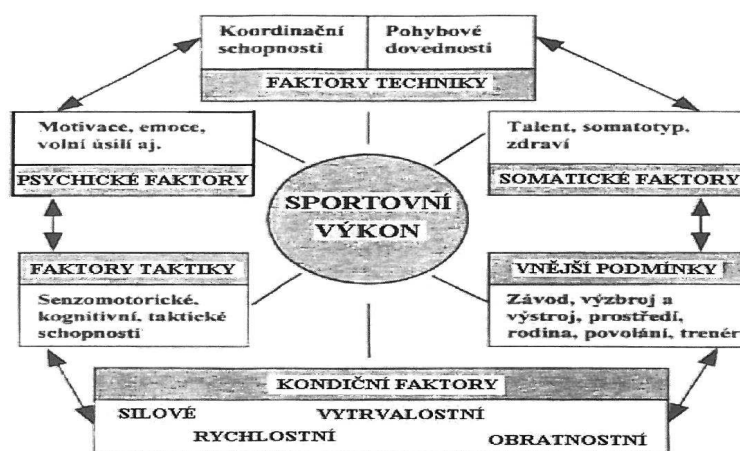 Koordinační
schopnosti
Pohybové
dovednosti
FAKTORY TECHNIKY
Motivace, emoce,
volní úsilí aj.
PSYCHICKÉ FAKTORY
Talent, somatotyp,
zdraví
SOMATICKÉ FAKTORY
SPORTOVNÍ
VÝKON
FAKTORY TAKTIKY
Senzomotorické,
kognitivní, taktické
schopnosti
VNĚJŠÍ PODMÍNKY
Závod, výzbroj a
výstroj, prostředí,
rodina, povolání, trenér
KONDIČNÍ FAKTORY
SILOVÉ VYTRVALOSTNÍ
RYCHLOSTNÍ OBRATNOSTNÍ